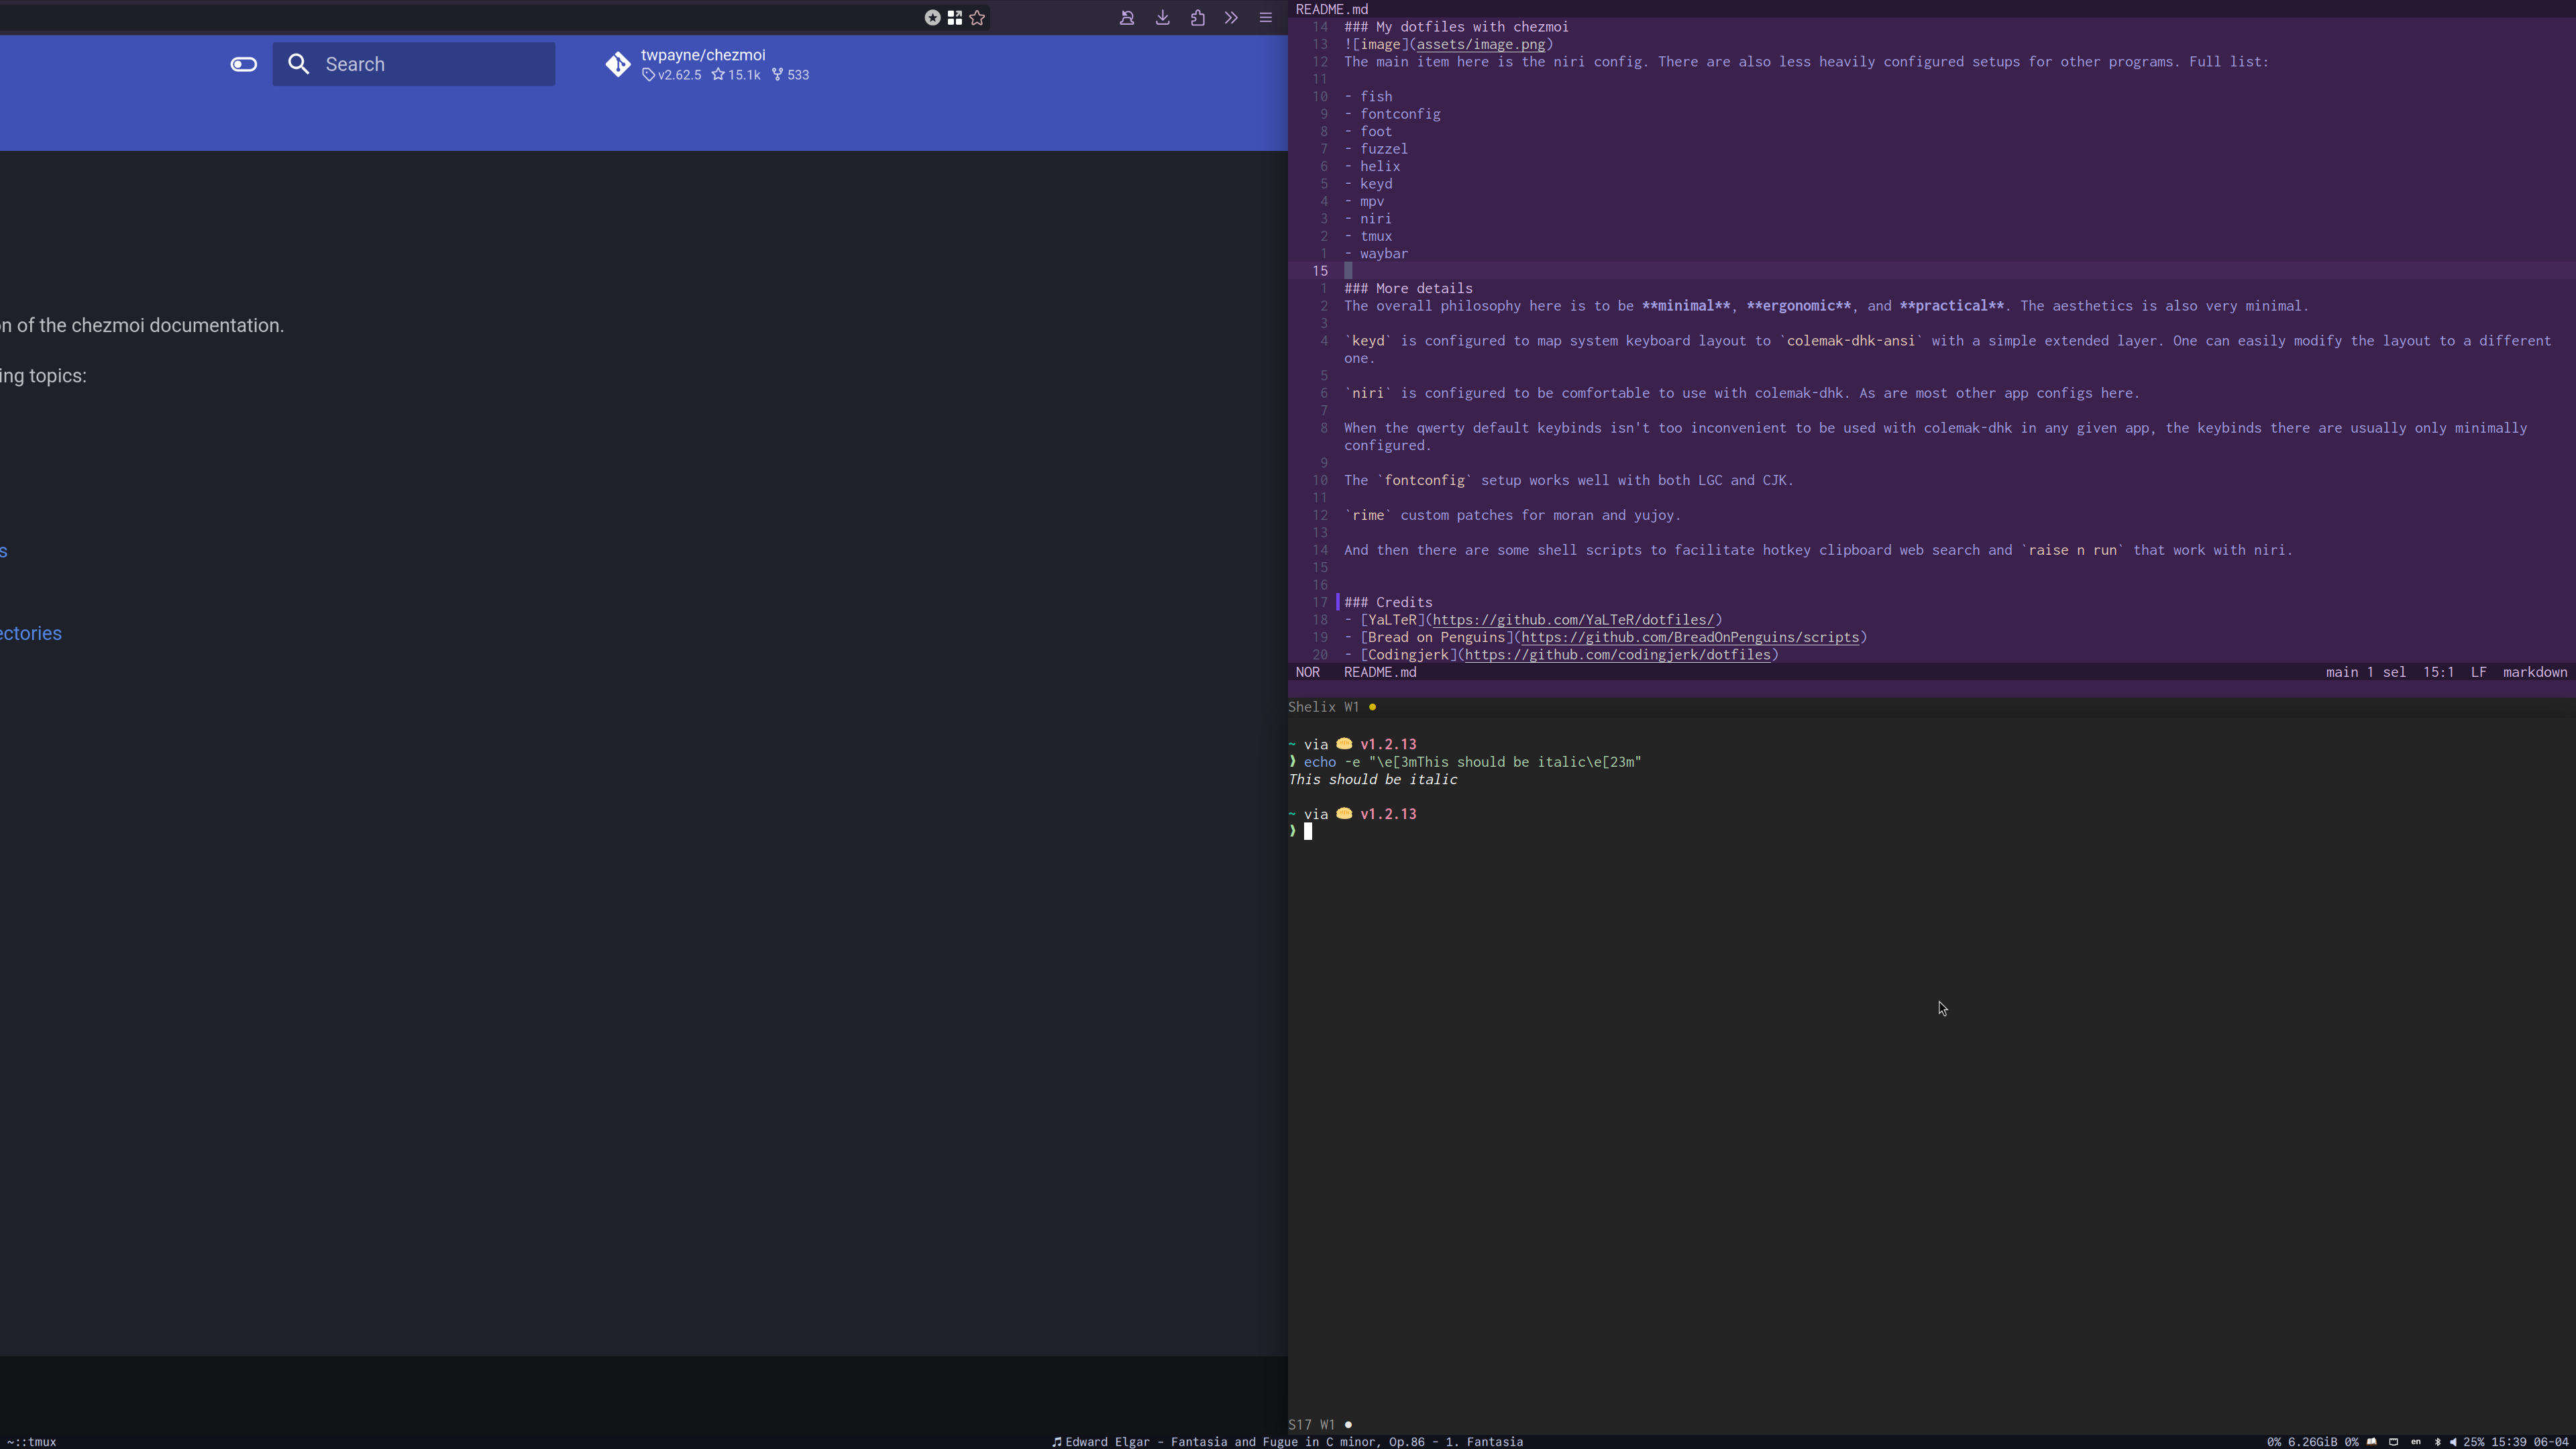 Search
twpayne/chezmoi
v2.62.5 15.1k 533
n of the chezmoi documentation.
ing topics:
s
ectories
README.md
14 ### My dotfiles with chezmoi
13 ![image](assets/image.png)
12 The main item here is the niri config. There are also less heavily configured setups for other programs. Full list:
11
10 - fish
9 - fontconfig
8 - foot
7 - fuzzel
6 - helix
5 - keyd
4 - mpv
3 - niri
2 - tmux
1 - waybar
15
1 ### More details
2 The overall philosophy here is to be **minimal**, **ergonomic**, and **practical**. The aesthetics is also very minimal.
3
4 `keyd` is configured to map system keyboard layout to `colemak-dhk-ansi` with a simple extended layer. One can easily modify the layout to a different
one.
5
6 `niri` is configured to be comfortable to use with colemak-dhk. As are most other app configs here.
7
8 When the qwerty default keybinds isn't too inconvenient to be used with colemak-dhk in any given app, the keybinds there are usually only minimally
configured.
9
10 The `fontconfig` setup works well with both LGC and CJK.
11
12 `rime` custom patches for moran and yujoy.
13
14 And then there are some shell scripts to facilitate hotkey clipboard web search and `raise n run` that work with niri.
15
16
17 ### Credits
18 - [YaLTeR](https://github.com/YaLTeR/dotfiles/)
19 - [Bread on Penguins](https://github.com/BreadOnPenguins/scripts)
20 - [Codingjerk](https://github.com/codingjerk/dotfiles)
NOR README.md main 1 sel 15:1 LF markdown
Shelix W1
~ via v1.2.13
❯ echo -e "\e[3mThis should be italic\e[23m"
This should be italic
~ via v1.2.13
❯
S17 W1
~::tmux
Edward Elgar - Fantasia and Fugue in C minor, Op.86 - 1. Fantasia
0% 6.26GiB 0% en 25% 15:39 06-04